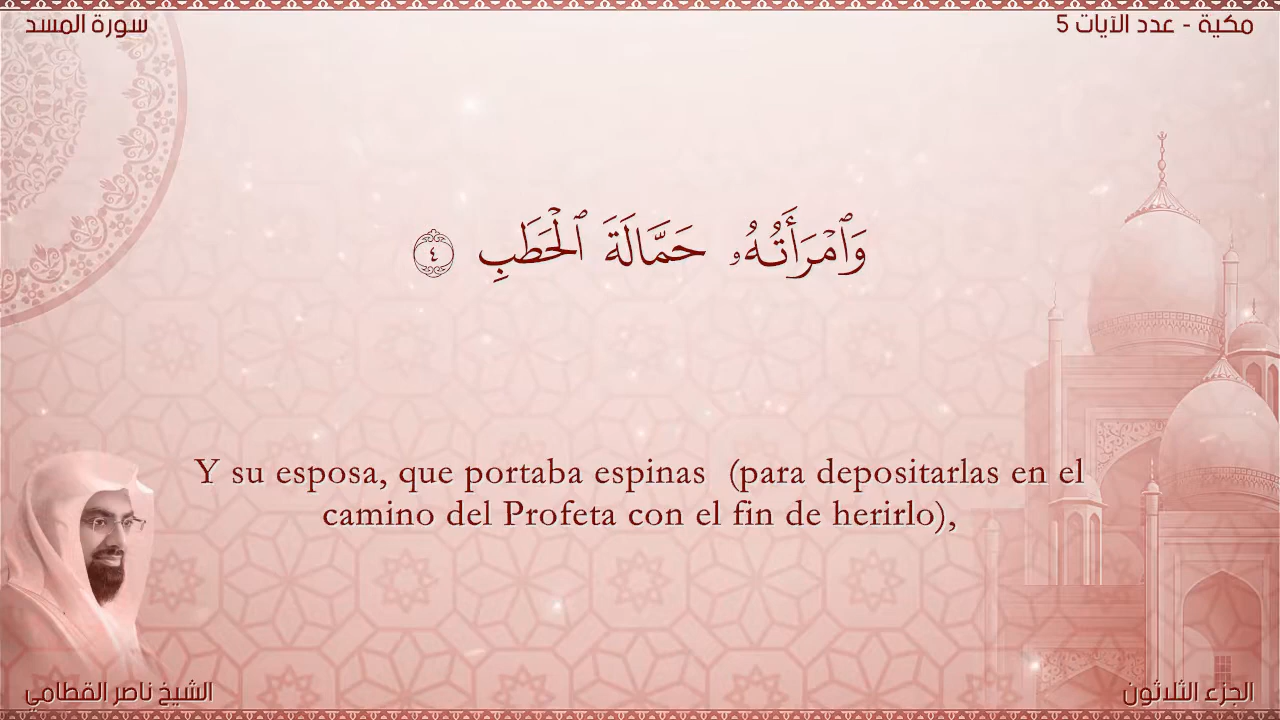 سورة المسد
مكية - عدد الآيات 5
وَٱمْرَأَتُهُۥ حَمَّالَةَ ٱلْحَطَبِ ٤
Y su esposa, que portaba espinas (para depositarlas en el
camino del Profeta con el fin de herirlo),
الشيخ ناصر القطامي
الجزء الثلاثون